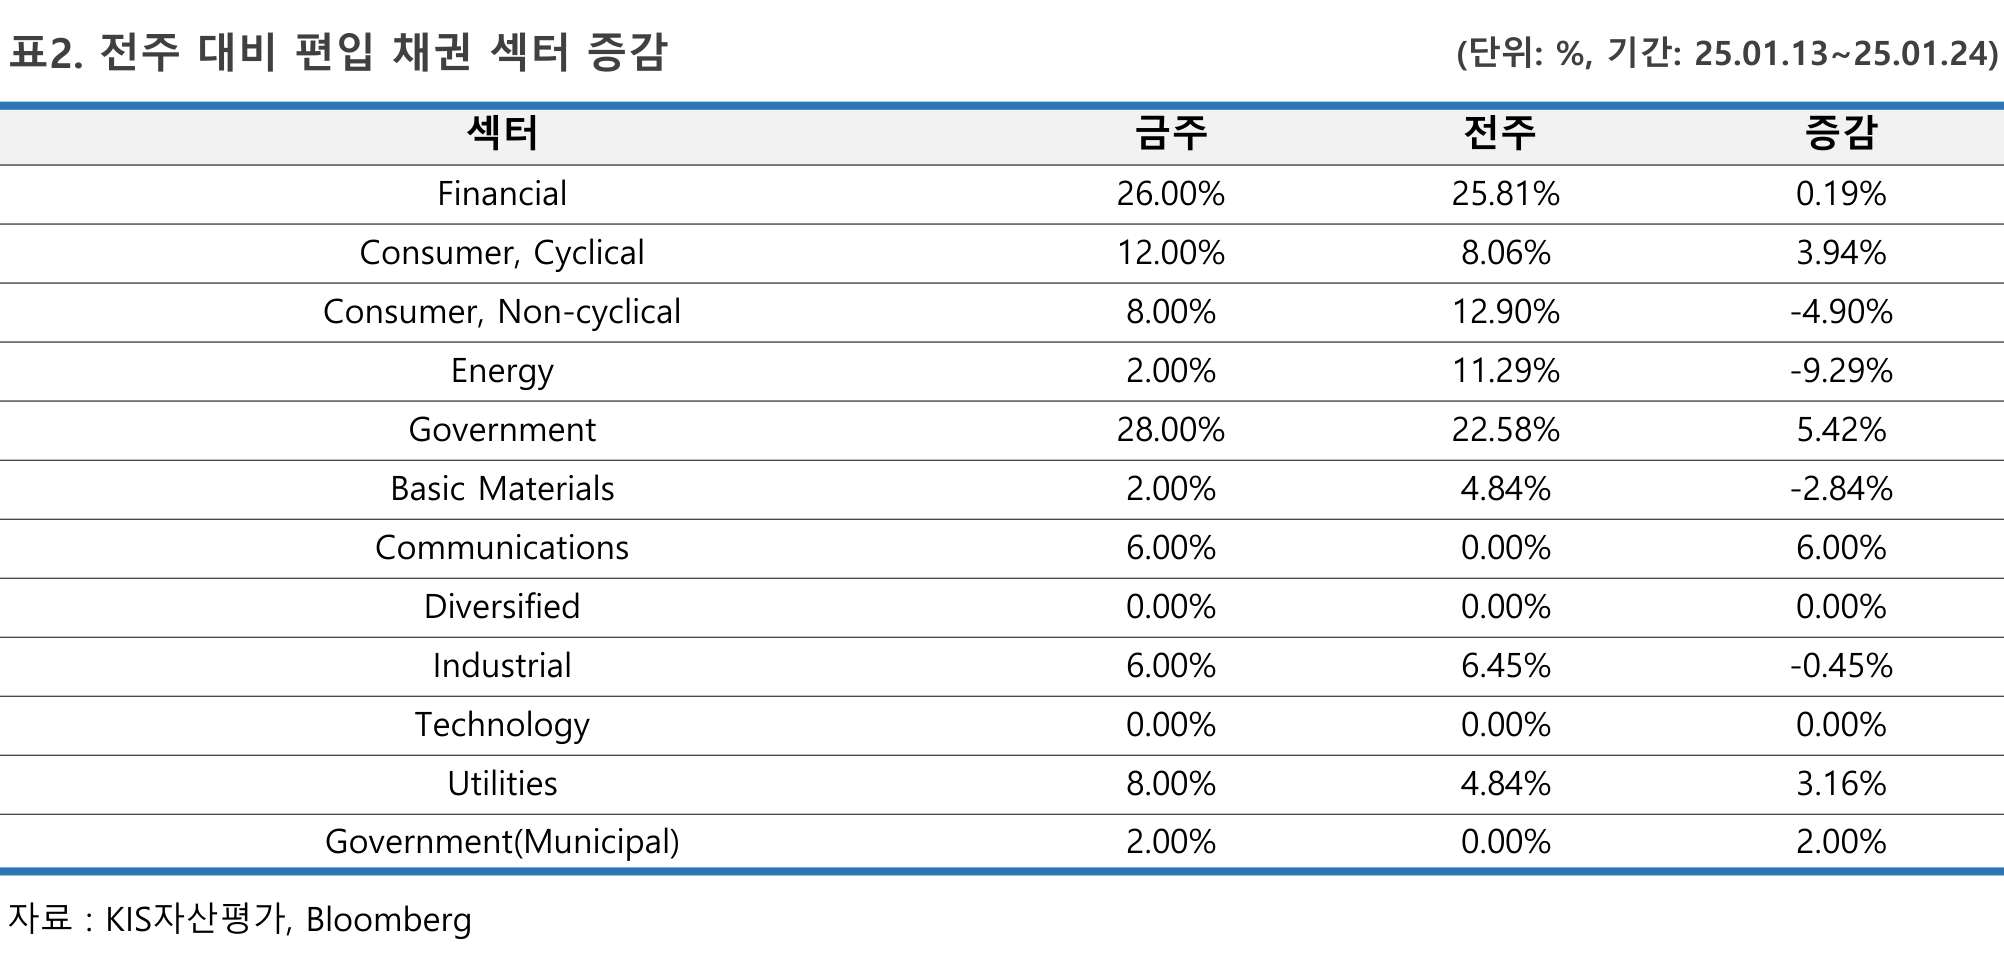 표2. 전주 대비 편입 채권 섹터 증감 (단위: %, 기간: 25.01.13~25.01.24)
섹터 금주 전주 증감
Financial 26.00% 25.81% 0.19%
Consumer, Cyclical 12.00% 8.06% 3.94%
Consumer, Non-cyclical 8.00% 12.90% -4.90%
Energy 2.00% 11.29% -9.29%
Government 28.00% 22.58% 5.42%
Basic Materials 2.00% 4.84% -2.84%
Communications 6.00% 0.00% 6.00%
Diversified 0.00% 0.00% 0.00%
Industrial 6.00% 6.45% -0.45%
Technology 0.00% 0.00% 0.00%
Utilities 8.00% 4.84% 3.16%
Government(Municipal) 2.00% 0.00% 2.00%
자료 : KIS자산평가, Bloomberg